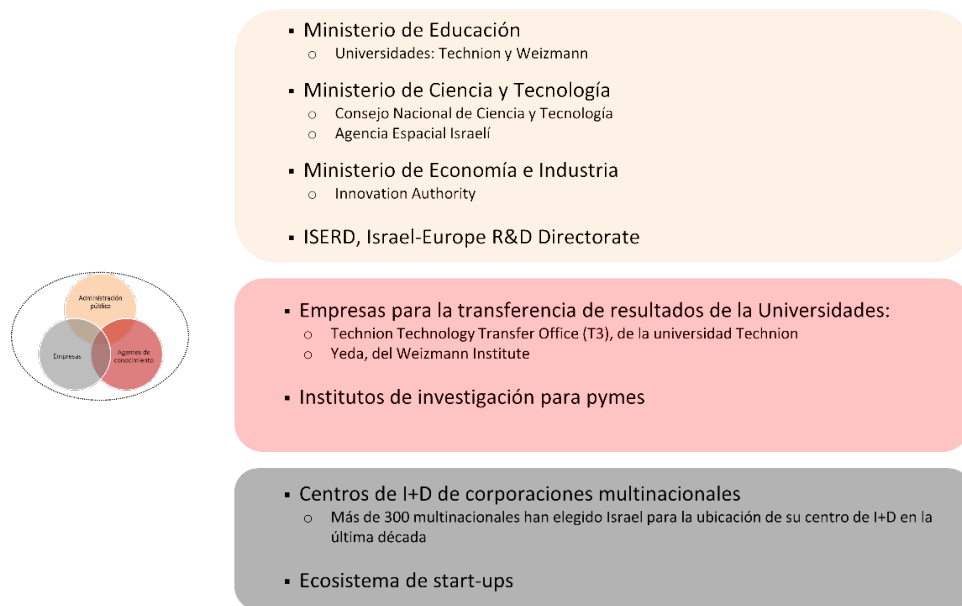 ▪ Ministerio de Educación
o Universidades: Technion y Weizmann
▪ Ministerio de Ciencia y Tecnología
o Consejo Nacional de Ciencia y Tecnología
o Agencia Espacial Israelí
▪ Ministerio de Economía e Industria
o Innovation Authority
▪ ISERD, Israel-Europe R&D Directorate
Administración
pública
Empresas
Agentes de
conocimiento
▪ Empresas para la transferencia de resultados de la Universidades:
o Technion Technology Transfer Office (T3), de la universidad Technion
o Yeda, del Weizmann Institute
▪ Institutos de investigación para pymes
▪ Centros de I+D de corporaciones multinacionales
o Más de 300 multinacionales han elegido Israel para la ubicación de su centro de I+D en la
última década
▪ Ecosistema de start-ups